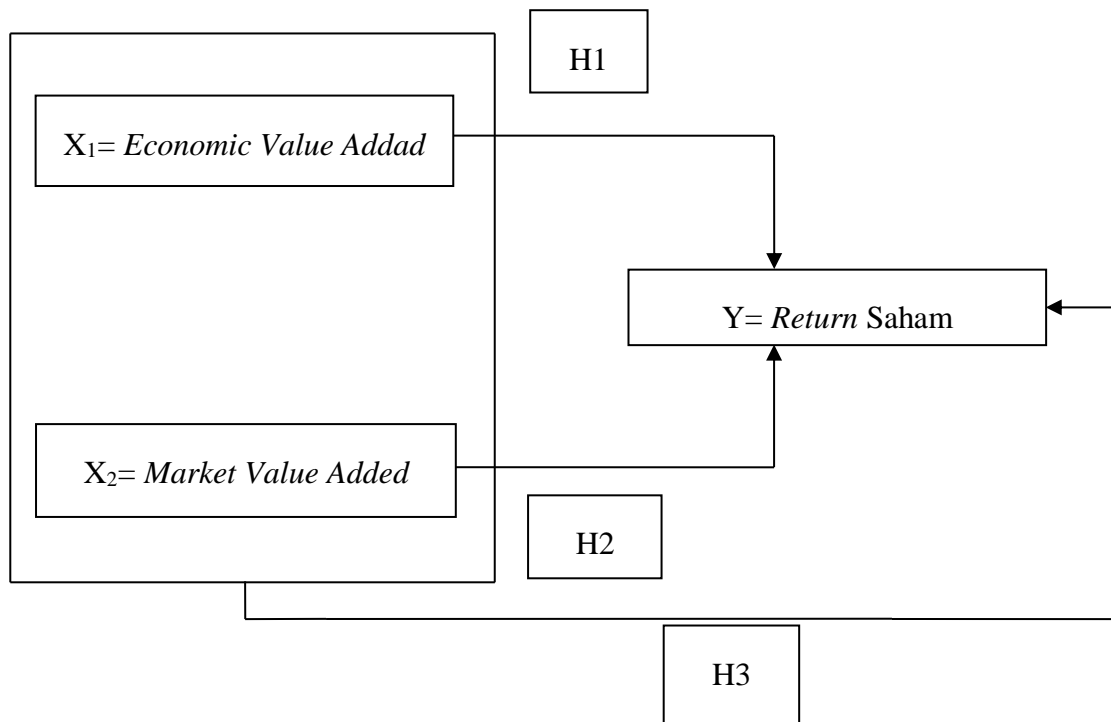 H1
X₁= Economic Value Addad
Y= Return Saham
X₂= Market Value Added
H2
H3